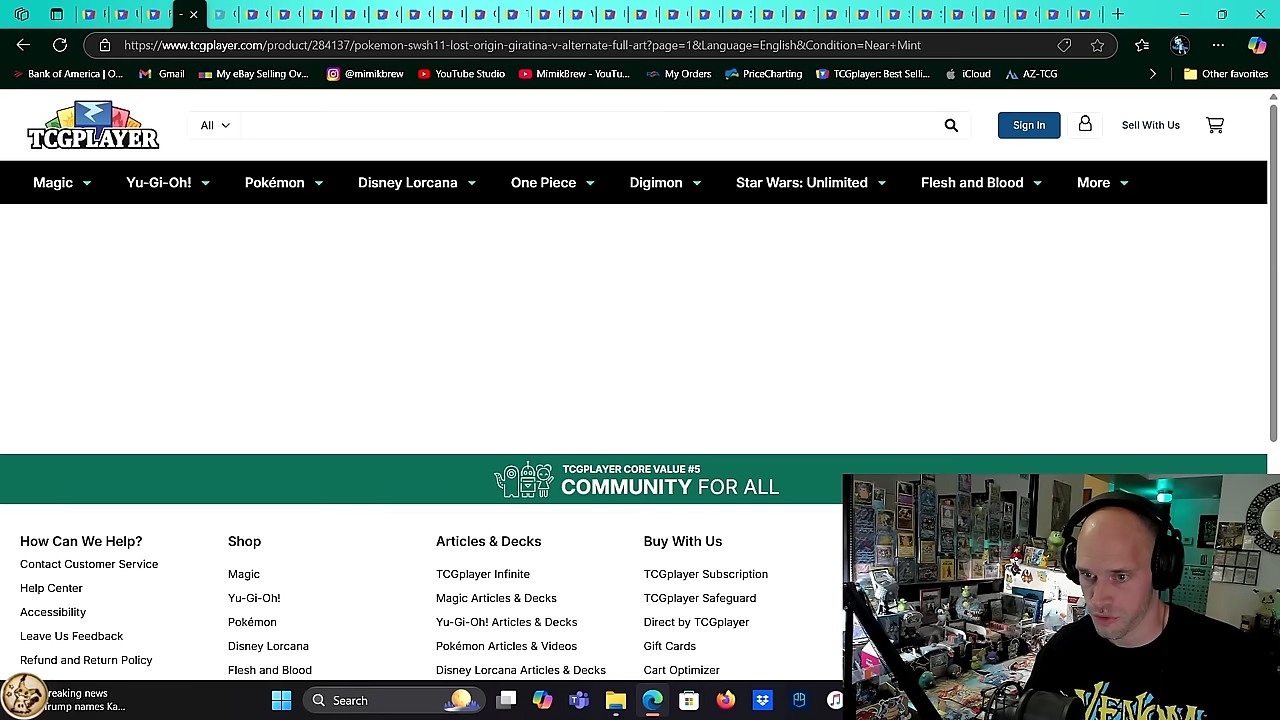 https://www.tcgplayer.com/product/284137/pokemon-swsh11-lost-origin-giratina-v-alternate-full-art?page=1&Language=English&Condition=Near+Mint
Bank of America | O...
Gmail
My eBay Selling Ov...
@mimikbrew
YouTube Studio
MimikBrew - YouTu...
My Orders
PriceCharting
TCGplayer: Best Selli...
iCloud
AZ-TCG
Other favorites
TCGPLAYER
All
Sign In
Sell With Us
Magic
Yu-Gi-Oh!
Pokémon
Disney Lorcana
One Piece
Digimon
Star Wars: Unlimited
Flesh and Blood
More
TCGPLAYER CORE VALUE #5
COMMUNITY FOR ALL
How Can We Help?
Contact Customer Service
Help Center
Accessibility
Leave Us Feedback
Refund and Return Policy
Shop
Magic
Yu-Gi-Oh!
Pokémon
Disney Lorcana
Flesh and Blood
Articles & Decks
TCGplayer Infinite
Magic Articles & Decks
Yu-Gi-Oh! Articles & Decks
Pokémon Articles & Videos
Disney Lorcana Articles & Decks
Buy With Us
TCGplayer Subscription
TCGplayer Safeguard
Direct by TCGplayer
Gift Cards
Cart Optimizer
reaking news
rump names Ka...
Search